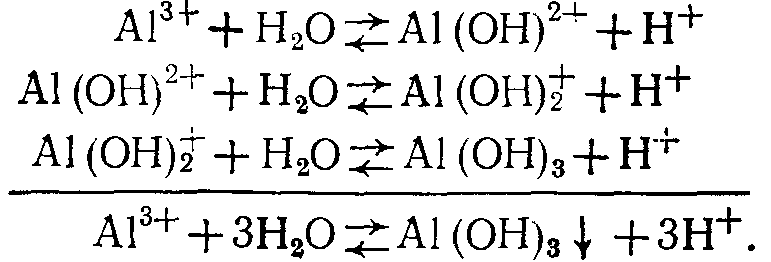 Al³⁺ + H₂O ⇄ Al (OH)²⁺ + H⁺
Al (OH)²⁺ + H₂O ⇄ Al (OH)₂⁺ + H⁺
Al (OH)₂⁺ + H₂O ⇄ Al (OH)₃ + H⁺
Al³⁺ + 3H₂O ⇄ Al (OH)₃ ↓ + 3H⁺.